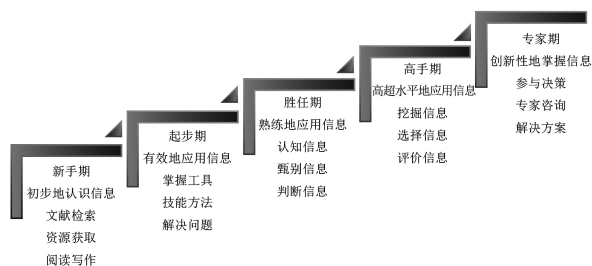 新手期
初步地认识信息
文献检索
资源获取
阅读写作
起步期
有效地应用信息
掌握工具
技能方法
解决问题
胜任期
熟练地应用信息
认知信息
甄别信息
判断信息
高手期
高超水平地应用信息
挖掘信息
选择信息
评价信息
专家期
创新性地掌握信息
参与决策
专家咨询
解决方案